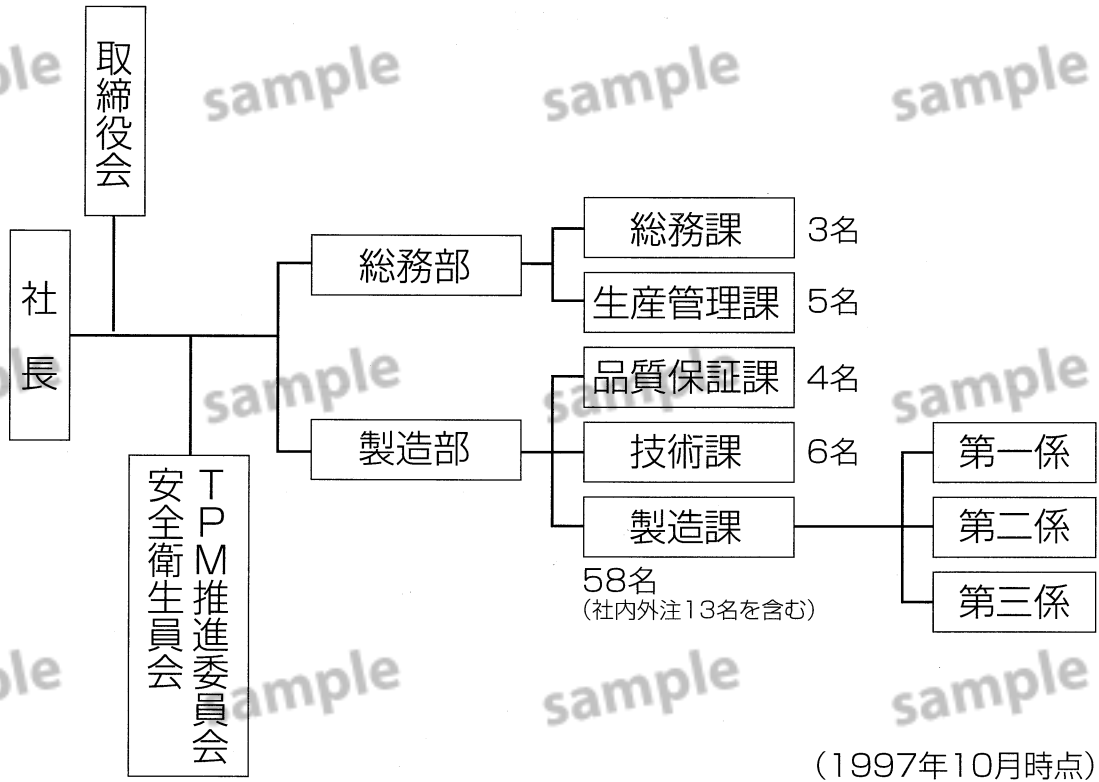 取締役会
社長
総務部
総務課 3名
生産管理課 5名
製造部
品質保証課 4名
技術課 6名
製造課
58名
（社内外注13名を含む）
第一係
第二係
第三係
TPM推進委員会
安全衛生員会
（1997年10月時点）
ple
sample
sample
sample
ple
sample
sample
sample
ple
sample
sample
sample